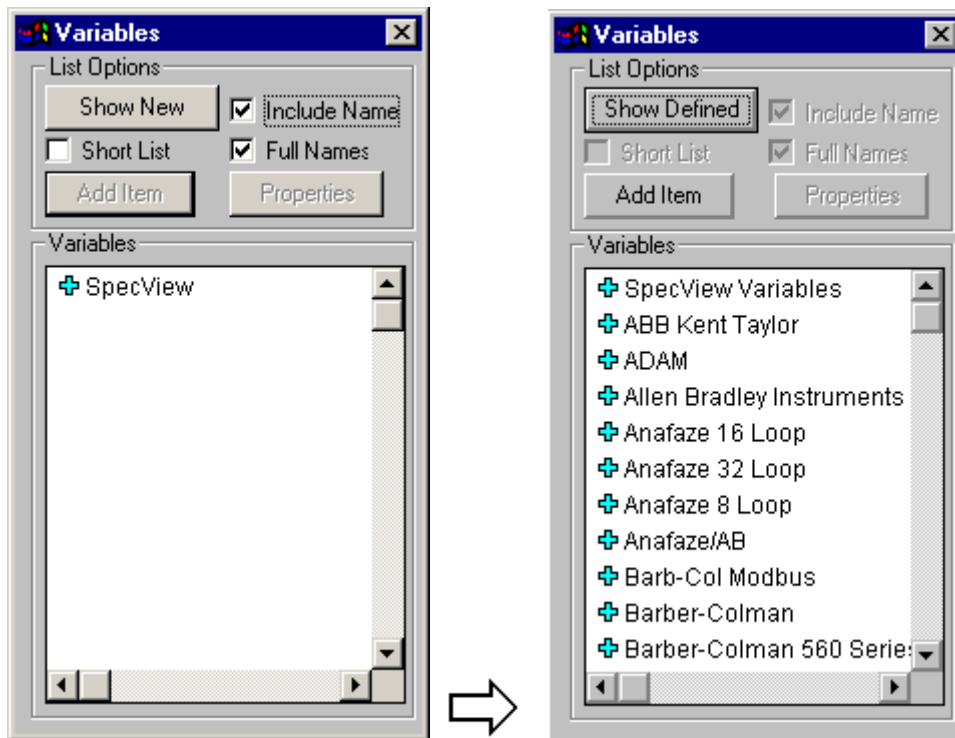 Variables
List Options
Show New
Include Name
Short List
Full Names
Add Item
Properties
Variables
SpecView
Variables
List Options
Show Defined
Include Name
Short List
Full Names
Add Item
Properties
Variables
SpecView Variables
ABB Kent Taylor
ADAM
Allen Bradley Instruments
Anafaze 16 Loop
Anafaze 32 Loop
Anafaze 8 Loop
Anafaze/AB
Barb-Col Modbus
Barber-Colman
Barber-Colman 560 Series